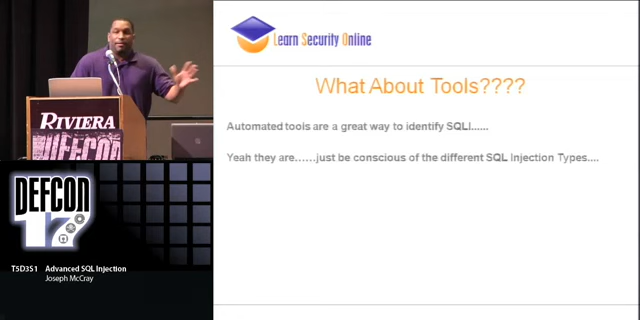 Learn Security Online
What About Tools????
Automated tools are a great way to identify SQLI......
Yeah they are......just be conscious of the different SQL Injection Types....
RIVIERA
DEFCON
DEFCON
17
T5D3S1 Advanced SQL Injection
Joseph McCray